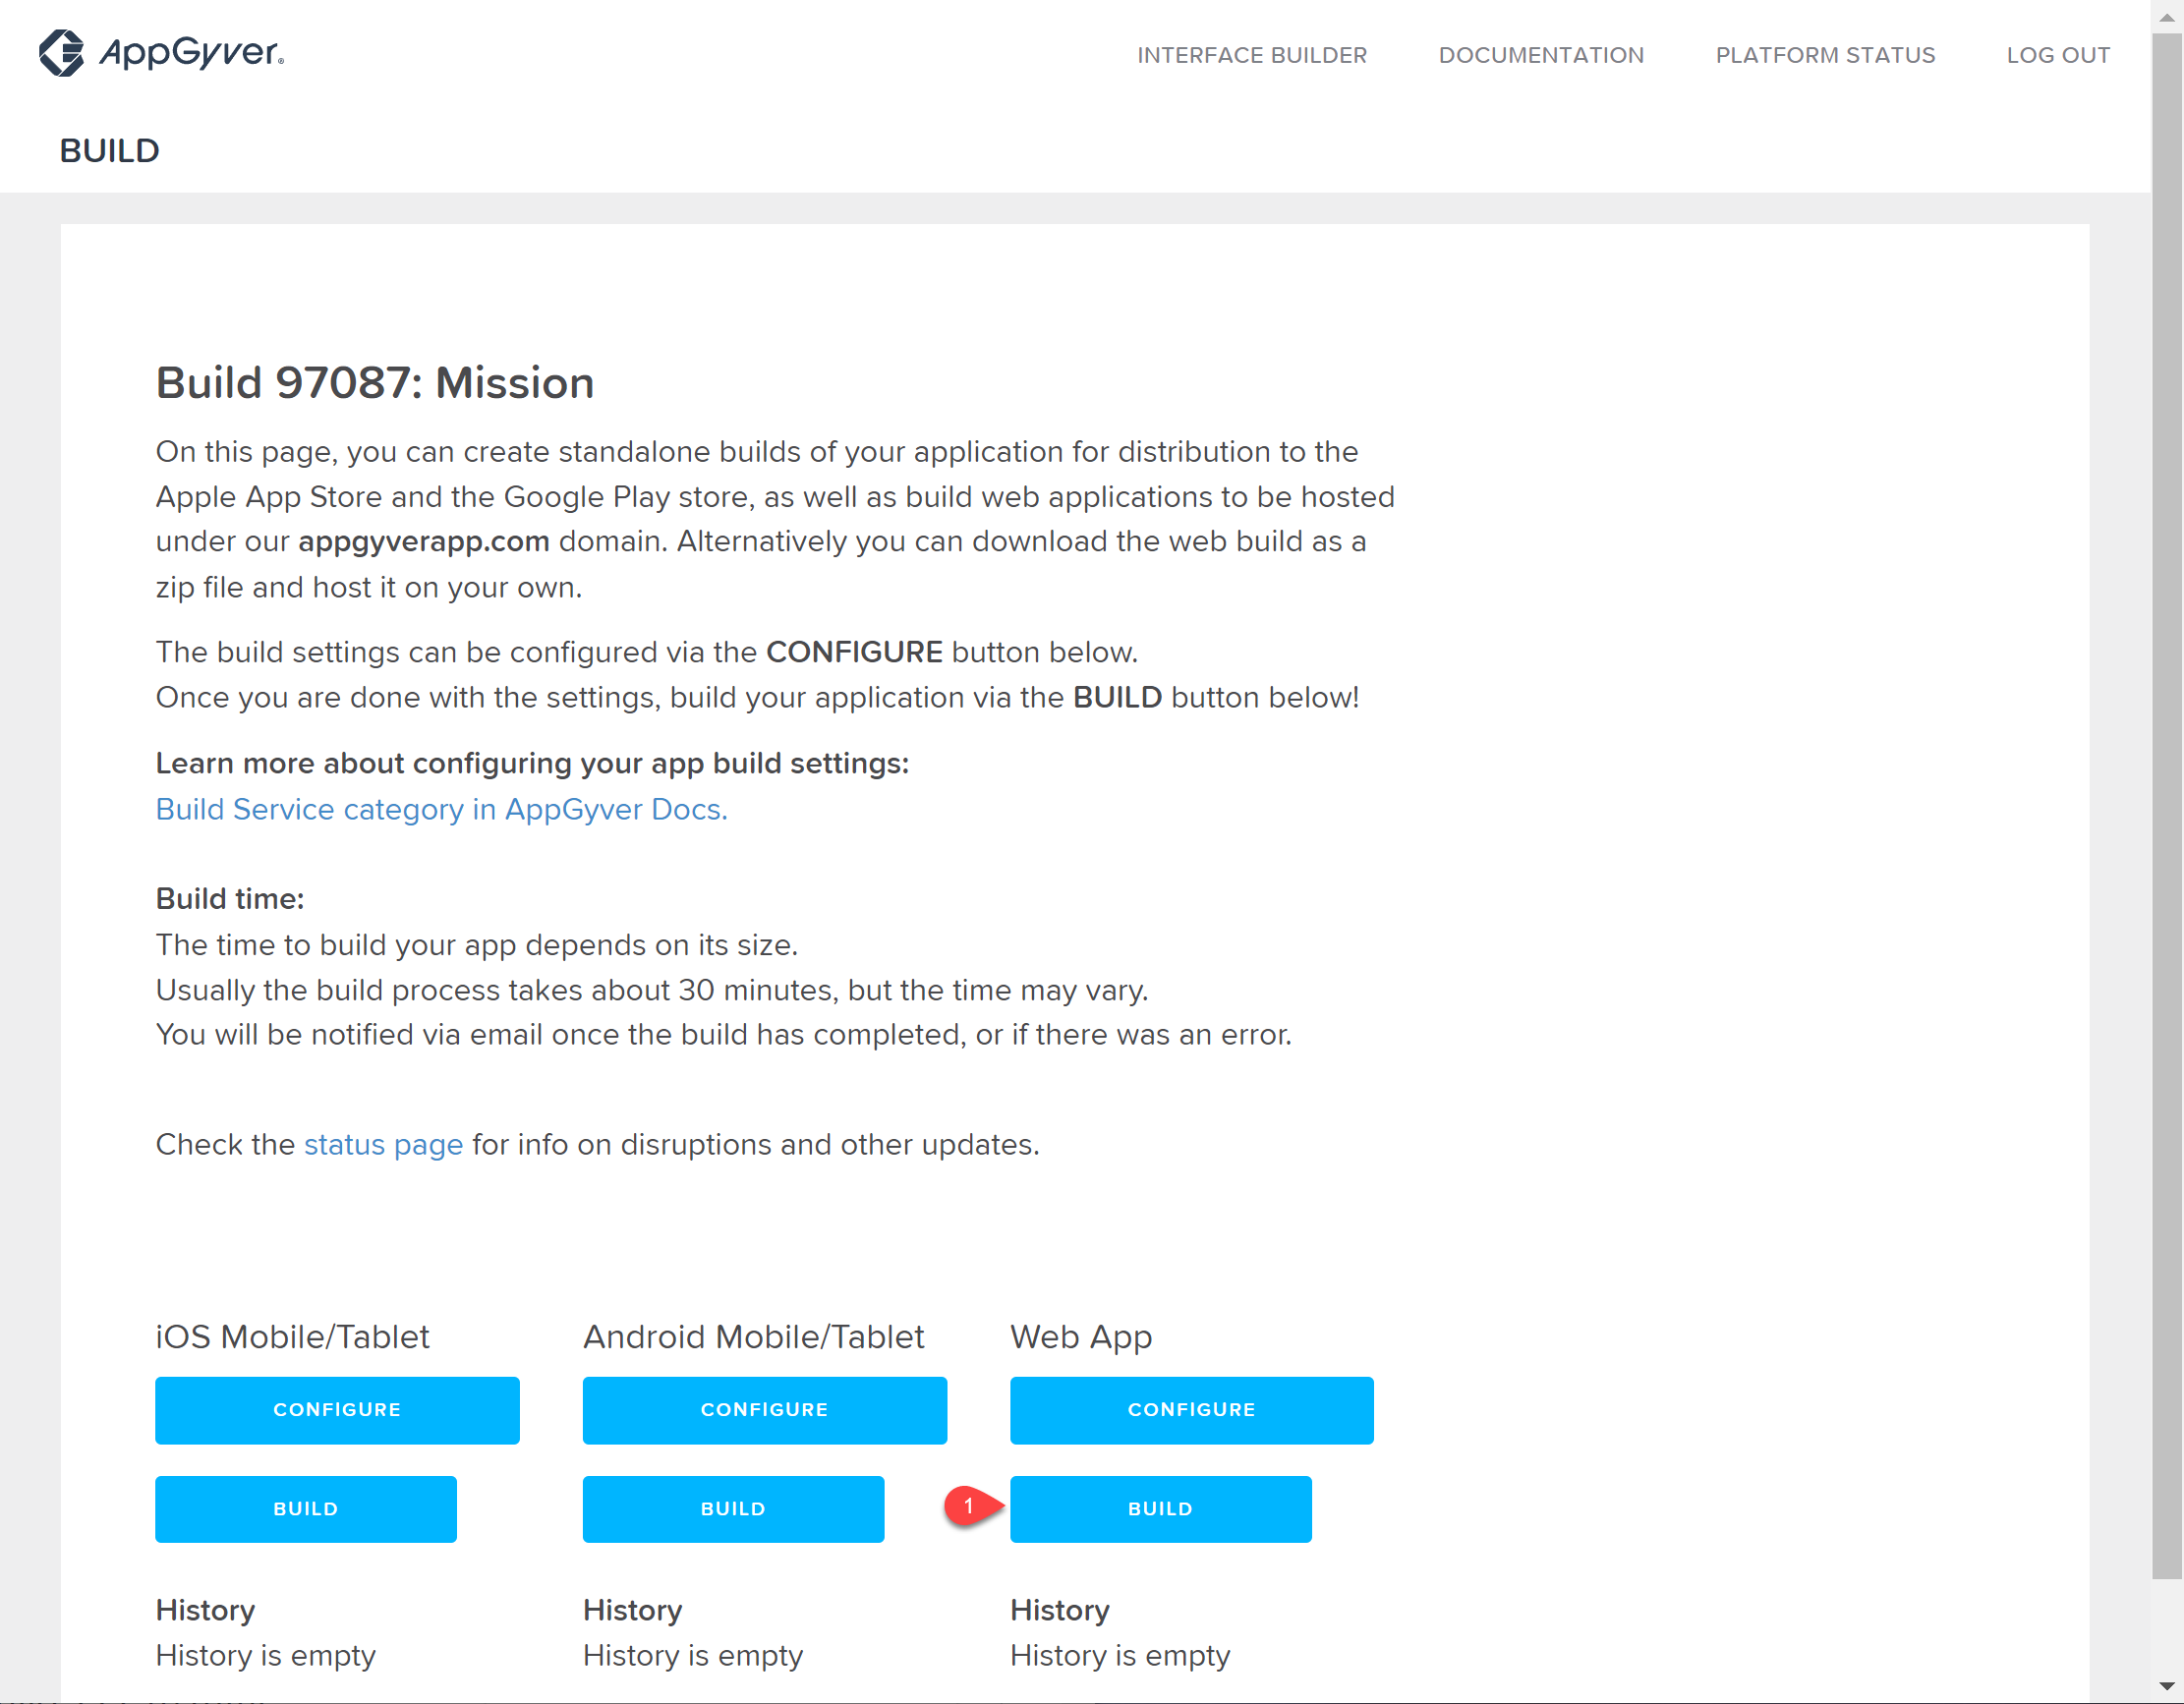 AppGyver®
INTERFACE BUILDER
DOCUMENTATION
PLATFORM STATUS
LOG OUT
BUILD
Build 97087: Mission
On this page, you can create standalone builds of your application for distribution to the
Apple App Store and the Google Play store, as well as build web applications to be hosted
under our appgyverapp.com domain. Alternatively you can download the web build as a
zip file and host it on your own.
The build settings can be configured via the CONFIGURE button below.
Once you are done with the settings, build your application via the BUILD button below!
Learn more about configuring your app build settings:
Build Service category in AppGyver Docs.
Build time:
The time to build your app depends on its size.
Usually the build process takes about 30 minutes, but the time may vary.
You will be notified via email once the build has completed, or if there was an error.
Check the status page for info on disruptions and other updates.
iOS Mobile/Tablet
CONFIGURE
BUILD
History
History is empty
Android Mobile/Tablet
CONFIGURE
BUILD
History
History is empty
Web App
CONFIGURE
1
BUILD
History
History is empty